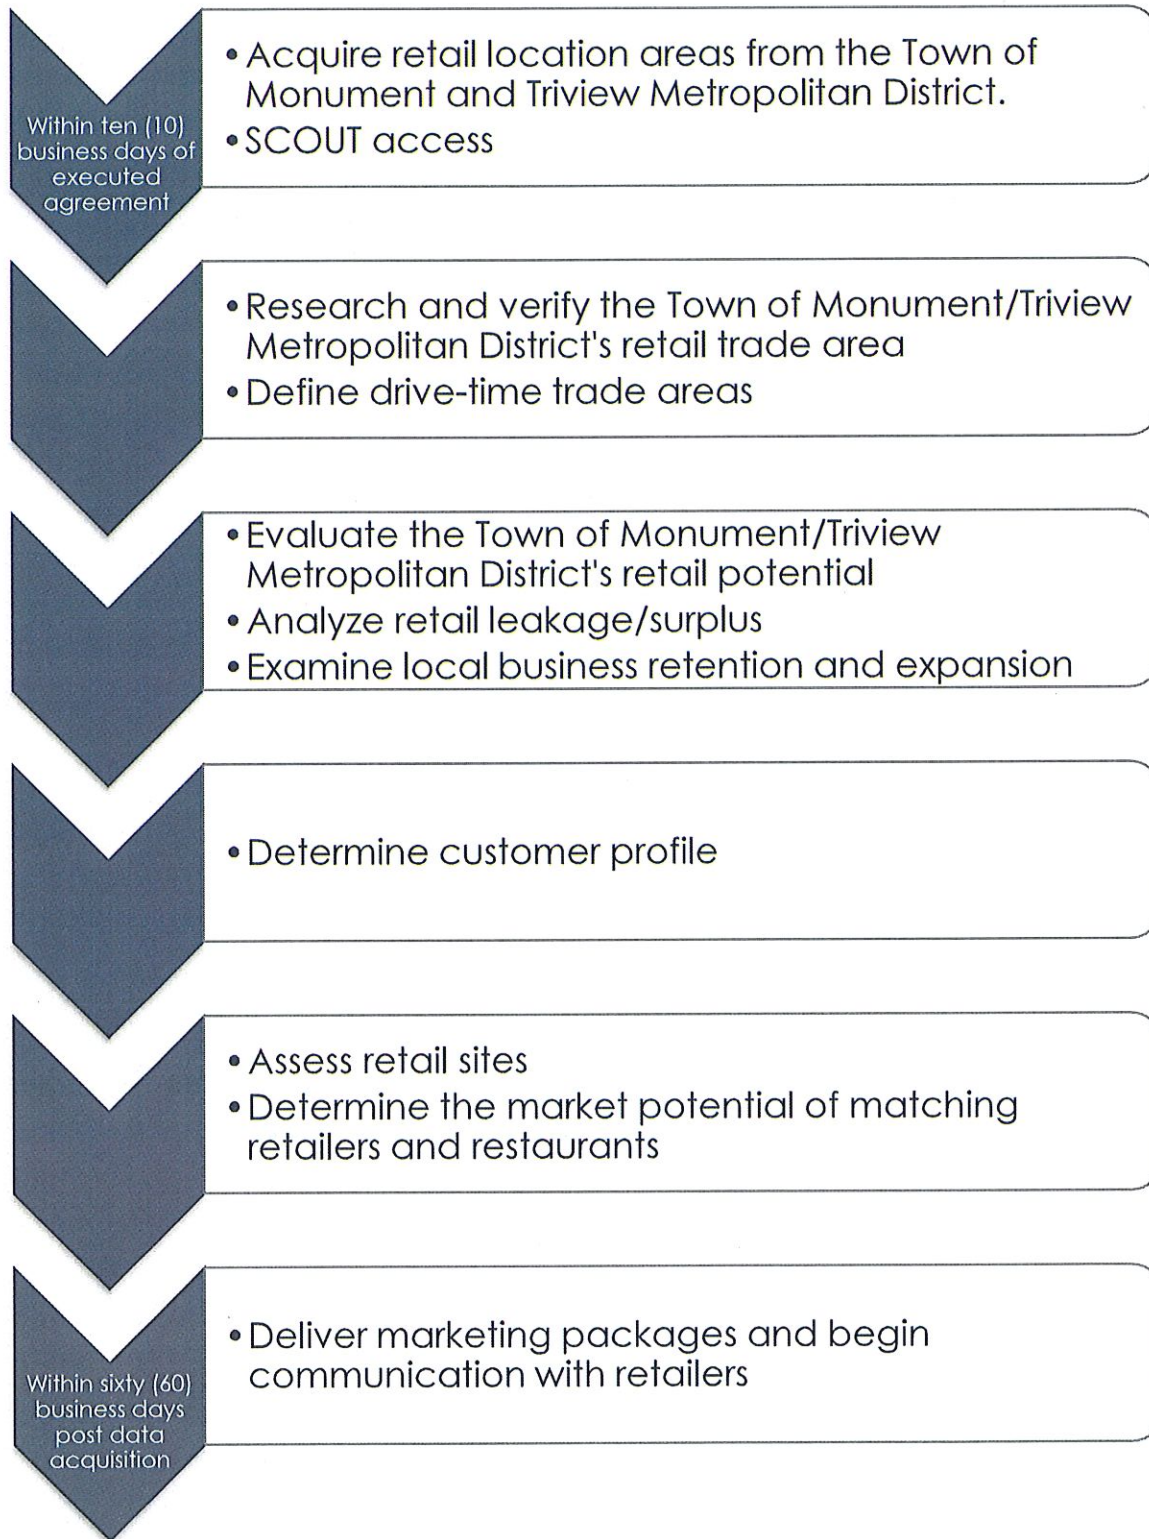 Within ten (10)
business days of
executed
agreement
• Acquire retail location areas from the Town of
Monument and Triview Metropolitan District.
• SCOUT access
• Research and verify the Town of Monument/Triview
Metropolitan District's retail trade area
• Define drive-time trade areas
• Evaluate the Town of Monument/Triview
Metropolitan District's retail potential
• Analyze retail leakage/surplus
• Examine local business retention and expansion
• Determine customer profile
• Assess retail sites
• Determine the market potential of matching
retailers and restaurants
Within sixty (60)
business days
post data
acquisition
• Deliver marketing packages and begin
communication with retailers